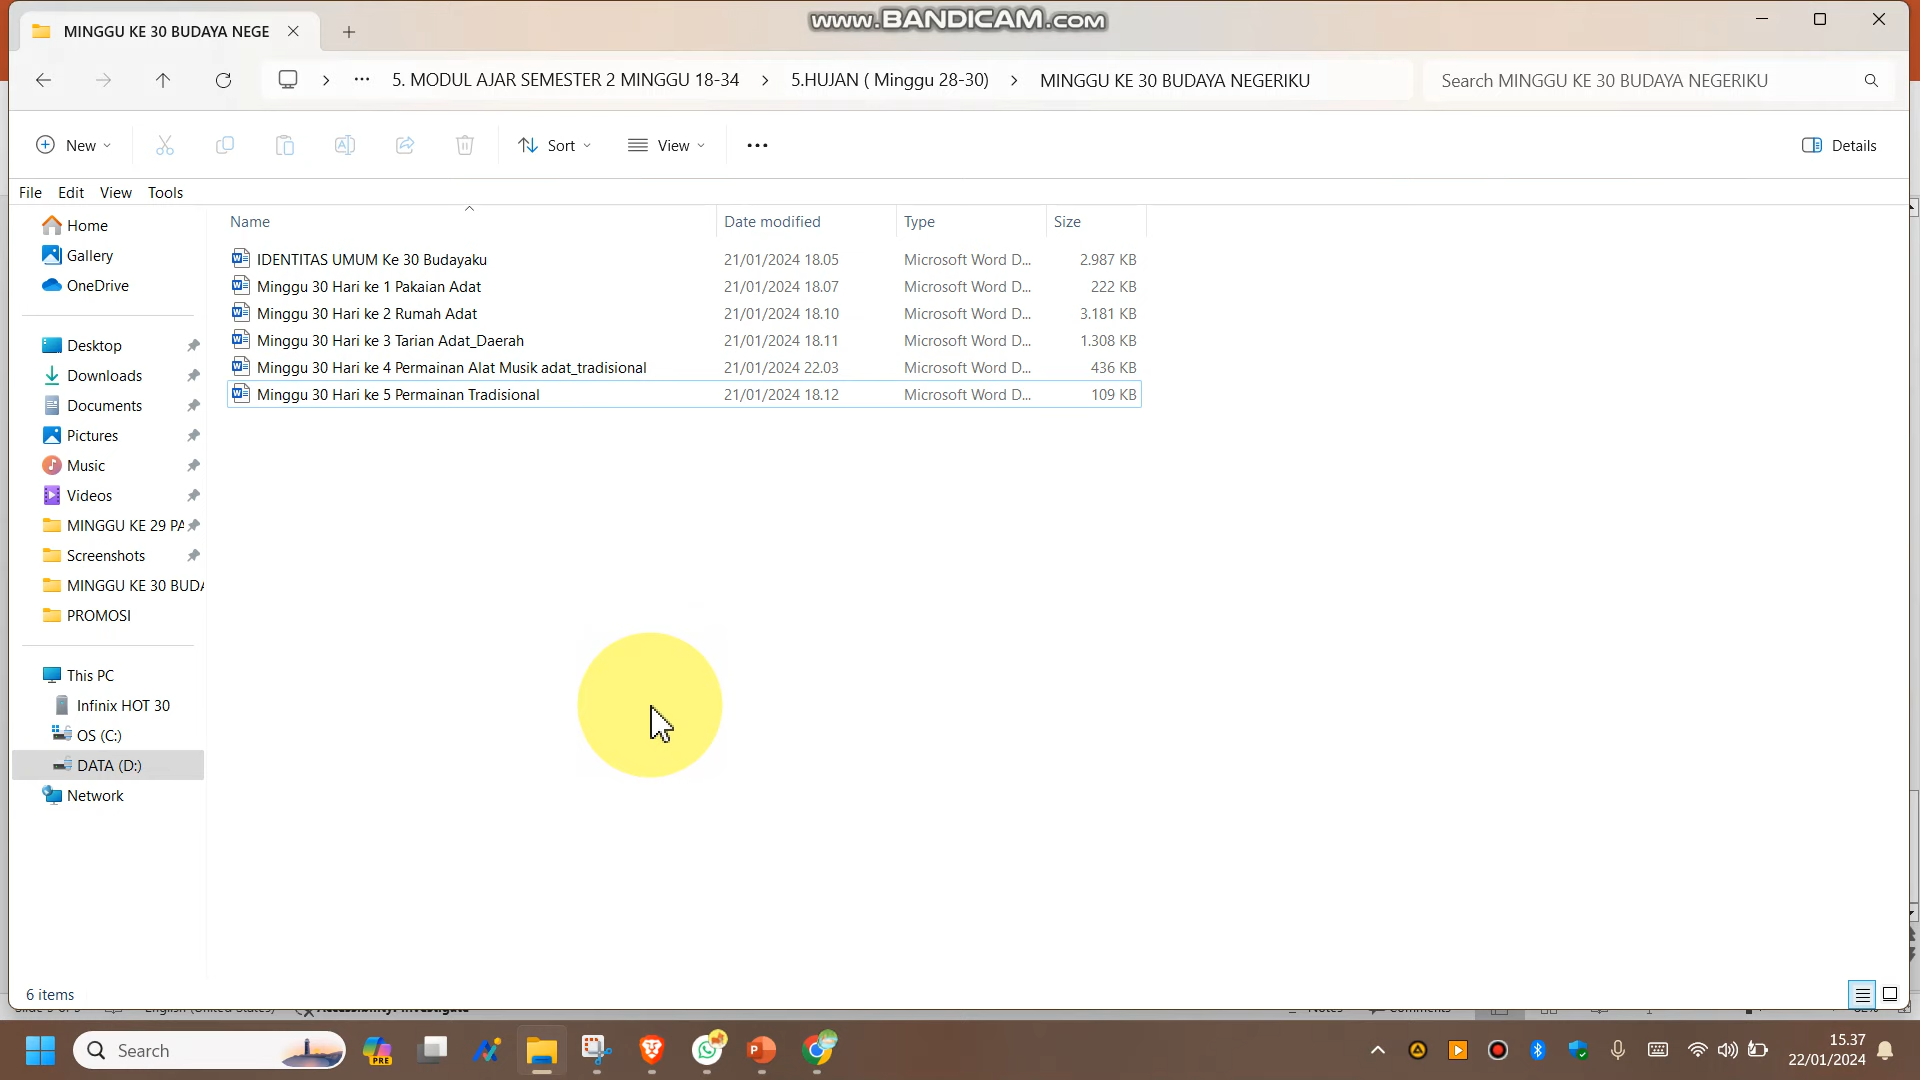 www.BANDICAM.com
MINGGU KE 30 BUDAYA NEGE
5. MODUL AJAR SEMESTER 2 MINGGU 18-34
5.HUJAN ( Minggu 28-30)
MINGGU KE 30 BUDAYA NEGERIKU
Search MINGGU KE 30 BUDAYA NEGERIKU
New
Sort
View
Details
File Edit View Tools
Name Date modified Type Size
IDENTITAS UMUM Ke 30 Budayaku 21/01/2024 18.05 Microsoft Word D... 2.987 KB
Minggu 30 Hari ke 1 Pakaian Adat 21/01/2024 18.07 Microsoft Word D... 222 KB
Minggu 30 Hari ke 2 Rumah Adat 21/01/2024 18.10 Microsoft Word D... 3.181 KB
Minggu 30 Hari ke 3 Tarian Adat_Daerah 21/01/2024 18.11 Microsoft Word D... 1.308 KB
Minggu 30 Hari ke 4 Permainan Alat Musik adat_tradisional 21/01/2024 22.03 Microsoft Word D... 436 KB
Minggu 30 Hari ke 5 Permainan Tradisional 21/01/2024 18.12 Microsoft Word D... 109 KB
Home
Gallery
OneDrive
Desktop
Downloads
Documents
Pictures
Music
Videos
MINGGU KE 29 PA
Screenshots
MINGGU KE 30 BUDA
PROMOSI
This PC
Infinix HOT 30
OS (C:)
DATA (D:)
Network
6 items
Search
PRE
15.37
22/01/2024